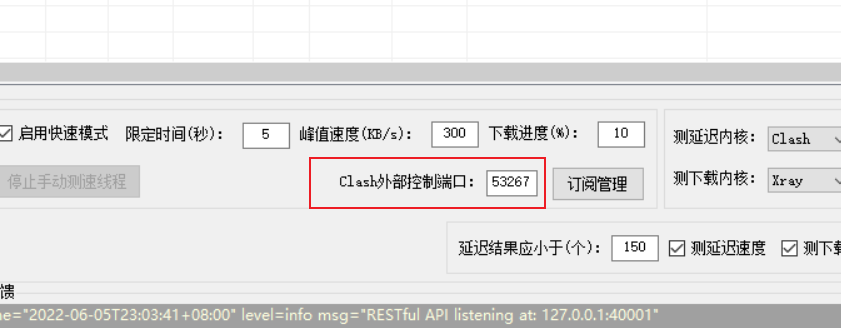 启用快速模式 限定时间(秒): 5 峰值速度(KB/s): 300 下载进度(%): 10 测延迟内核: Clash
停止手动测速线程 Clash外部控制端口: 53267 订阅管理 测下载内核: Xray
延迟结果应小于(个): 150 测延迟速度 测下载
馈
ne="2022-06-05T23:03:41+08:00" level=info msg="RESTful API listening at: 127.0.0.1:40001"